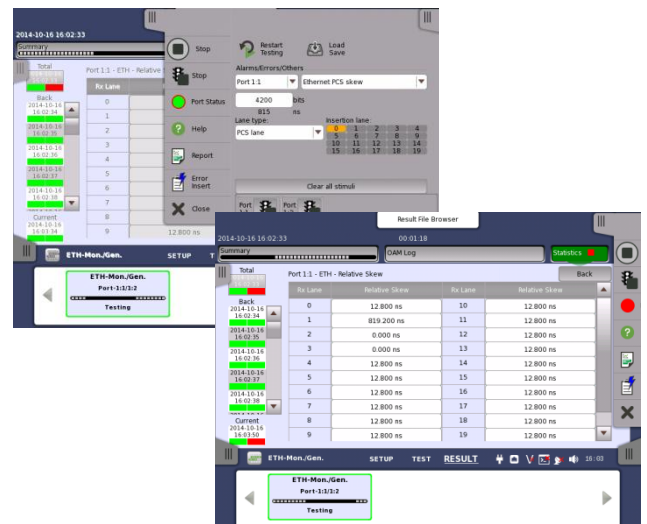 2014-10-16 16:02:33
Summary
Total
Port 1:1 - ETH - Relative
Rx Lane
Back
2014-10-16
16:02:34
2014-10-16
16:02:35
2014-10-16
16:02:36
2014-10-16
16:02:37
2014-10-16
16:02:38
Current
2014-10-16
16:03:34
0
1
2
3
4
5
6
7
8
9
12.800 ns
Stop
Stop
Port Status
Help
Report
Error
Insert
Close
Restart
Testing
Load
Save
Alarms/Errors/Others
Port 1:1
Ethernet PCS skew
4200 bits
815 ns
Lane type:
Insertion lane:
PCS lane
0 1 2 3 4
5 6 7 8 9
10 11 12 13 14
15 16 17 18 19
Clear all stimuli
Port
Port
ETH-Mon./Gen.
SETUP
T
ETH-Mon./Gen.
Port-1:1/1:2
Testing
Result File Browser
2014-10-16 16:02:33
00:01:18
Summary
OAM Log
Statistics
Total
Port 1:1 - ETH - Relative Skew
Back
Rx Lane Relative Skew Rx Lane Relative Skew
Back
2014-10-16
16:02:34
2014-10-16
16:02:35
2014-10-16
16:02:36
2014-10-16
16:02:37
2014-10-16
16:02:38
Current
2014-10-16
16:03:50
0 12.800 ns 10 12.800 ns
1 819.200 ns 11 12.800 ns
2 0.000 ns 12 12.800 ns
3 0.000 ns 13 12.800 ns
4 12.800 ns 14 12.800 ns
5 12.800 ns 15 12.800 ns
6 12.800 ns 16 12.800 ns
7 12.800 ns 17 12.800 ns
8 12.800 ns 18 12.800 ns
9 12.800 ns 19 12.800 ns
ETH-Mon./Gen.
SETUP TEST RESULT
16:03
ETH-Mon./Gen.
Port-1:1/1:2
Testing